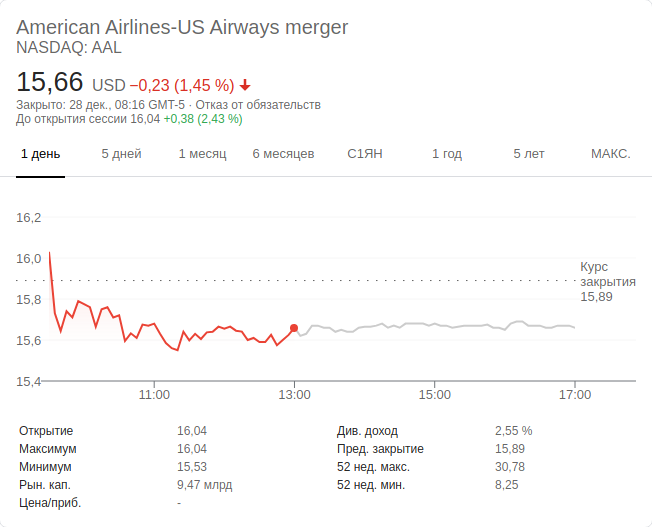 American Airlines-US Airways merger
NASDAQ: AAL
15,66 USD −0,23 (1,45 %)
Закрыто: 28 дек., 08:16 GMT-5 · Отказ от обязательств
До открытия сессии 16,04 +0,38 (2,43 %)
1 день 5 дней 1 месяц 6 месяцев С1ЯН 1 год 5 лет МАКС.
16,2
16,0
15,8
15,6
15,4
Курс
закрытия
15,89
11:00 13:00 15:00 17:00
Открытие 16,04 Див. доход 2,55 %
Максимум 16,04 Пред. закрытие 15,89
Минимум 15,53 52 нед. макс. 30,78
Рын. кап. 9,47 млрд 52 нед. мин. 8,25
Цена/приб. -